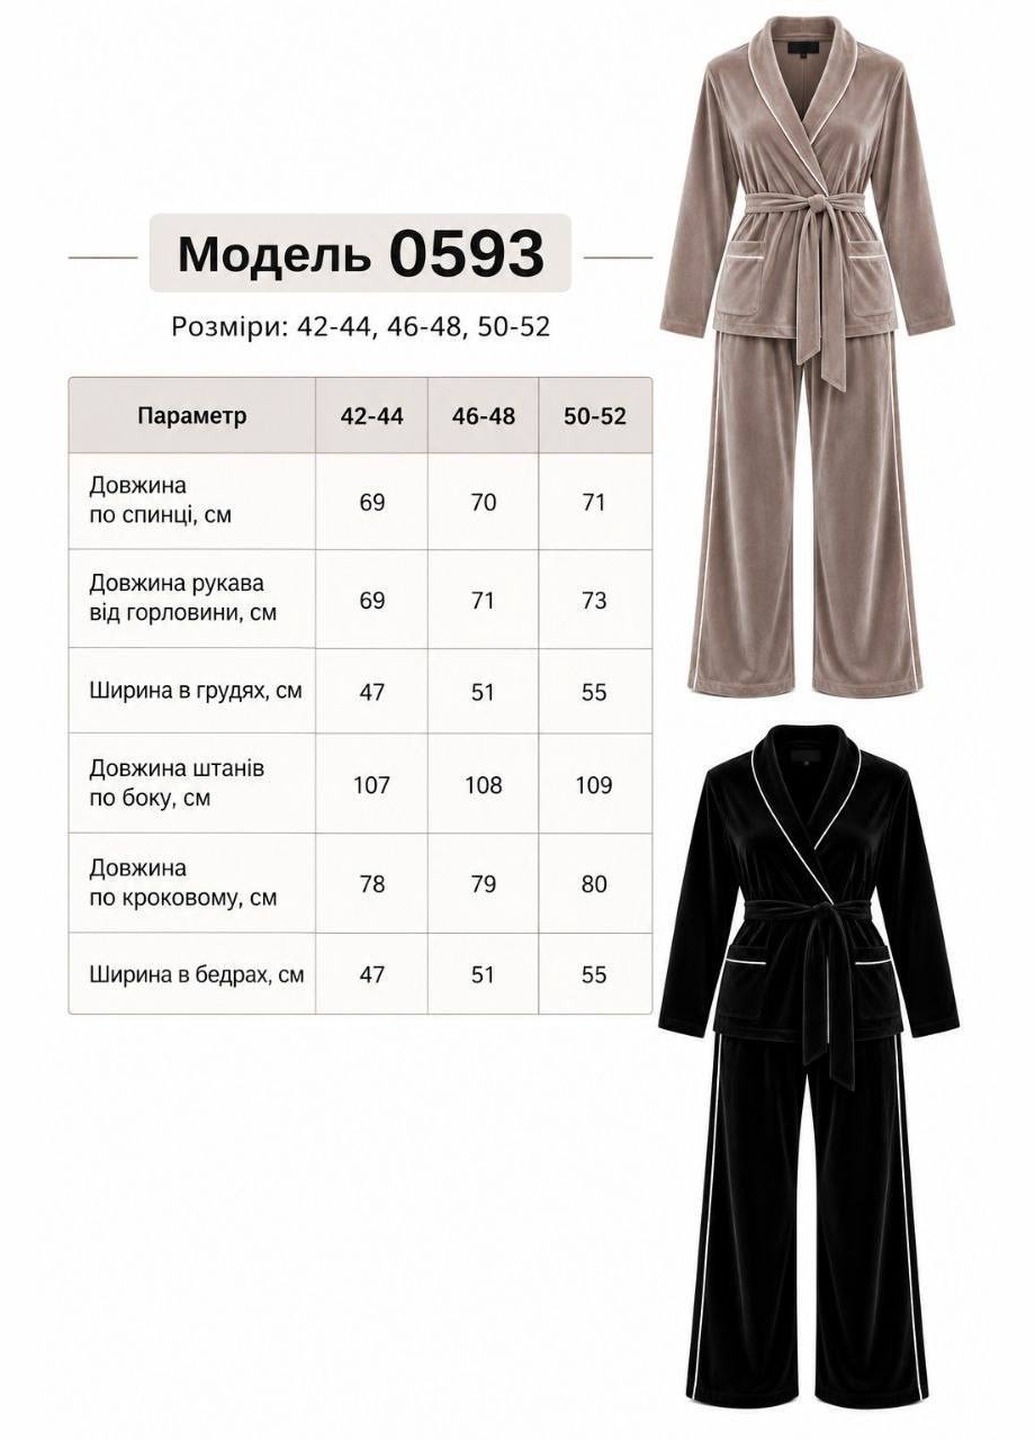 Модель 0593
Розміри: 42-44, 46-48, 50-52
Параметр 42-44 46-48 50-52
Довжина
по спинці, см 69 70 71
Довжина рукава
від горловини, см 69 71 73
Ширина в грудях, см 47 51 55
Довжина штанів
по боку, см 107 108 109
Довжина
по кроковому, см 78 79 80
Ширина в бедрах, см 47 51 55